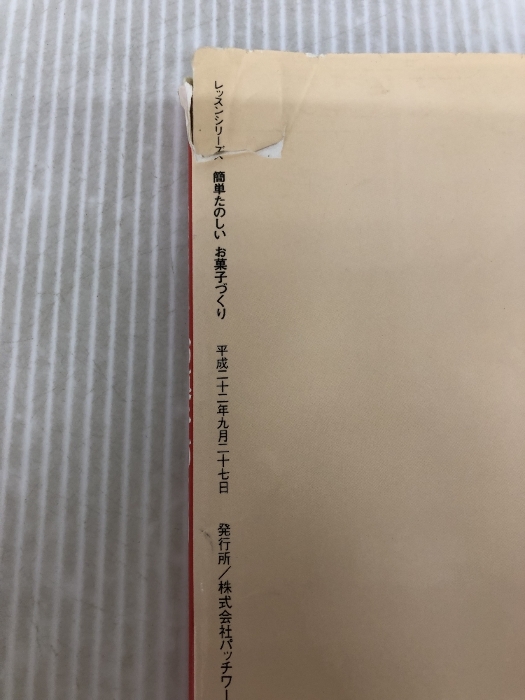 レッスンシリーズ 簡単たのしい お菓子づくり 平成二十二年九月二十七日 発行所／株式会社パッチワー